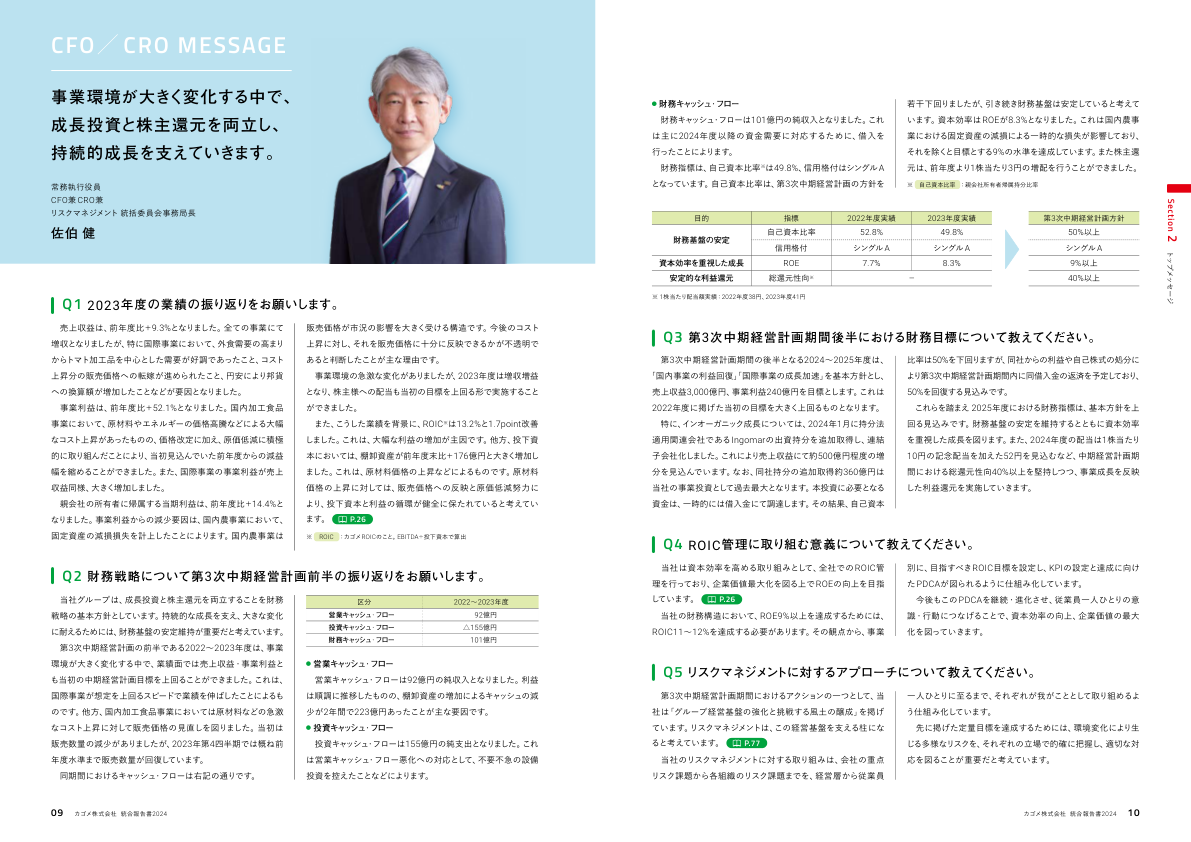 CFO／CRO MESSAGE
事業環境が大きく変化する中で、
成長投資と株主還元を両立し、
持続的成長を支えていきます。
常務執行役員
CFO兼 CRO兼
リスクマネジメント 統括委員会事務局長
佐伯 健
Q1 2023年度の業績の振り返りをお願いします。
売上収益は、前年度比＋9.3%となりました。全ての事業にて
増収となりましたが、特に国際事業において、外食需要の高まり
からトマト加工品を中心とした需要が好調であったこと、コスト
上昇分の販売価格への転嫁が進められたこと、円安により邦貨
への換算額が増加したことなどが要因となりました。
事業利益は、前年度比＋52.1%となりました。国内加工食品
事業において、原材料やエネルギーの価格高騰などによる大幅
なコスト上昇があったものの、価格改定に加え、原価低減に積極
的に取り組んだことにより、当初見込んでいた前年度からの減益
幅を縮めることができました。また、国際事業の事業利益が売上
収益同様、大きく増加しました。
親会社の所有者に帰属する当期利益は、前年度比＋14.4%と
なりました。事業利益からの減少要因は、国内農事業において、
固定資産の減損損失を計上したことによります。国内農事業は
販売価格が市況の影響を大きく受ける構造です。今後のコスト
上昇に対し、それを販売価格に十分に反映できるかが不透明で
あると判断したことが主な理由です。
事業環境の急激な変化がありましたが、2023年度は増収増益
となり、株主様への配当も当初の目標を上回る形で実施すること
ができました。
また、こうした業績を背景に、ROIC※は13.2%と1.7point改善
しました。これは、大幅な利益の増加が主因です。他方、投下資
本においては、棚卸資産が前年度末比＋176億円と大きく増加し
ました。これは、原材料価格の上昇などによるものです。原材料
価格の上昇に対しては、販売価格への反映と原価低減努力に
より、投下資本と利益の循環が健全に保たれていると考えてい
ます。 P.26
※ ROIC ：カゴメROICのこと。EBITDA÷投下資本で算出
Q2 財務戦略について第3次中期経営計画前半の振り返りをお願いします。
当社グループは、成長投資と株主還元を両立することを財務
戦略の基本方針としています。持続的な成長を支え、大きな変化
に耐えるためには、財務基盤の安定維持が重要だと考えています。
第3次中期経営計画の前半である2022〜2023年度は、事業
環境が大きく変化する中で、業績面では売上収益・事業利益と
も当初の中期経営計画目標を上回ることができました。これは、
国際事業が想定を上回るスピードで業績を伸ばしたことによるも
のです。他方、国内加工食品事業においては原材料などの急激
なコスト上昇に対して販売価格の見直しを図りました。当初は
販売数量の減少がありましたが、2023年第4四半期では概ね前
年度水準まで販売数量が回復しています。
同期間におけるキャッシュ・フローは右記の通りです。
区分 2022〜2023年度
営業キャッシュ・フロー 92億円
投資キャッシュ・フロー △155億円
財務キャッシュ・フロー 101億円
●営業キャッシュ・フロー
営業キャッシュ・フローは92億円の純収入となりました。利益
は順調に推移したものの、棚卸資産の増加によるキャッシュの減
少が2年間で223億円あったことが主な要因です。
●投資キャッシュ・フロー
投資キャッシュ・フローは155億円の純支出となりました。これ
は営業キャッシュ・フロー悪化への対応として、不要不急の設備
投資を控えたことなどによります。
09 カゴメ株式会社 統合報告書2024
●財務キャッシュ・フロー
財務キャッシュ・フローは101億円の純収入となりました。これ
は主に2024年度以降の資金需要に対応するために、借入を
行ったことによります。
財務指標は、自己資本比率※は49.8%、信用格付はシングルA
となっています。自己資本比率は、第3次中期経営計画の方針を
若干下回りましたが、引き続き財務基盤は安定していると考えて
います。資本効率はROEが8.3%となりました。これは国内農事
業における固定資産の減損による一時的な損失が影響しており、
それを除くと目標とする9%の水準を達成しています。また株主還
元は、前年度より1株当たり3円の増配を行うことができました。
※ 自己資本比率 ：親会社所有者帰属持分比率
目的 指標 2022年度実績 2023年度実績 第3次中期経営計画方針
財務基盤の安定 自己資本比率 52.8% 49.8% 50%以上
信用格付 シングルA シングルA シングルA
資本効率を重視した成長 ROE 7.7% 8.3% 9%以上
安定的な利益還元 総還元性向※ ー 40%以上
※ 1株当たり配当額実績：2022年度38円、2023年度41円
Q3 第3次中期経営計画期間後半における財務目標について教えてください。
第3次中期経営計画期間の後半となる2024〜2025年度は、
「国内事業の利益回復」「国際事業の成長加速」を基本方針とし、
売上収益3,000億円、事業利益240億円を目標とします。これは
2022年度に掲げた当初の目標を大きく上回るものとなります。
特に、インオーガニック成長については、2024年1月に持分法
適用関連会社であるIngomarの出資持分を追加取得し、連結
子会社化しました。これにより売上収益にて約500億円程度の増
分を見込んでいます。なお、同社持分の追加取得約360億円は
当社の事業投資として過去最大となります。本投資に必要となる
資金は、一時的には借入金にて調達します。その結果、自己資本
比率は50%を下回りますが、同社からの利益や自己株式の処分に
より第3次中期経営計画期間内に同借入金の返済を予定しており、
50%を回復する見込みです。
これらを踏まえ2025年度における財務指標は、基本方針を上
回る見込みです。財務基盤の安定を維持するとともに資本効率
を重視した成長を図ります。また、2024年度の配当は1株当たり
10円の記念配当を加えた52円を見込むなど、中期経営計画期
間における総還元性向40%以上を堅持しつつ、事業成長を反映
した利益還元を実施していきます。
Q4 ROIC管理に取り組む意義について教えてください。
当社は資本効率を高める取り組みとして、全社でのROIC管
理を行っており、企業価値最大化を図る上でROEの向上を目指
しています。 P.26
当社の財務構造において、ROE9%以上を達成するためには、
ROIC11〜12%を達成する必要があります。その観点から、事業
別に、目指すべきROIC目標を設定し、KPIの設定と達成に向け
たPDCAが図られるように仕組化しています。
今後もこのPDCAを継続・進化させ、従業員一人ひとりの意
識・行動につなげることで、資本効率の向上、企業価値の最大
化を図っていきます。
Q5 リスクマネジメントに対するアプローチについて教えてください。
第3次中期経営計画期間におけるアクションの一つとして、当
社は「グループ経営基盤の強化と挑戦する風土の醸成」を掲げ
ています。リスクマネジメントは、この経営基盤を支える柱にな
ると考えています。 P.77
当社のリスクマネジメントに対する取り組みは、会社の重点
リスク課題から各組織のリスク課題までを、経営層から従業員
一人ひとりに至るまで、それぞれが我がこととして取り組めるよ
う仕組み化しています。
先に掲げた定量目標を達成するためには、環境変化により生
じる多様なリスクを、それぞれの立場で的確に把握し、適切な対
応を図ることが重要だと考えています。
Section 2 トップメッセージ
カゴメ株式会社 統合報告書2024 10